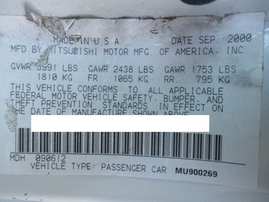 MADE IN U.S.A. DATE SEP 2000
MFD BY MITSUBISHI MOTOR MFG. OF AMERICA, INC
GVWR 3991 LBS GAWR 2438 LBS GAWR 1753 LBS
1810 KG FR 1065 KG RR 795 KG
THIS VEHICLE CONFORMS TO ALL APPLICABLE
FEDERAL MOTOR VEHICLE SAFETY, BUMPER, AND
THEFT PREVENTION STANDARDS IN EFFECT ON
THE DATE OF MANUFACTURE SHOWN ABOVE.
MDH 090612
VEHICLE TYPE: PASSENGER CAR MU900269